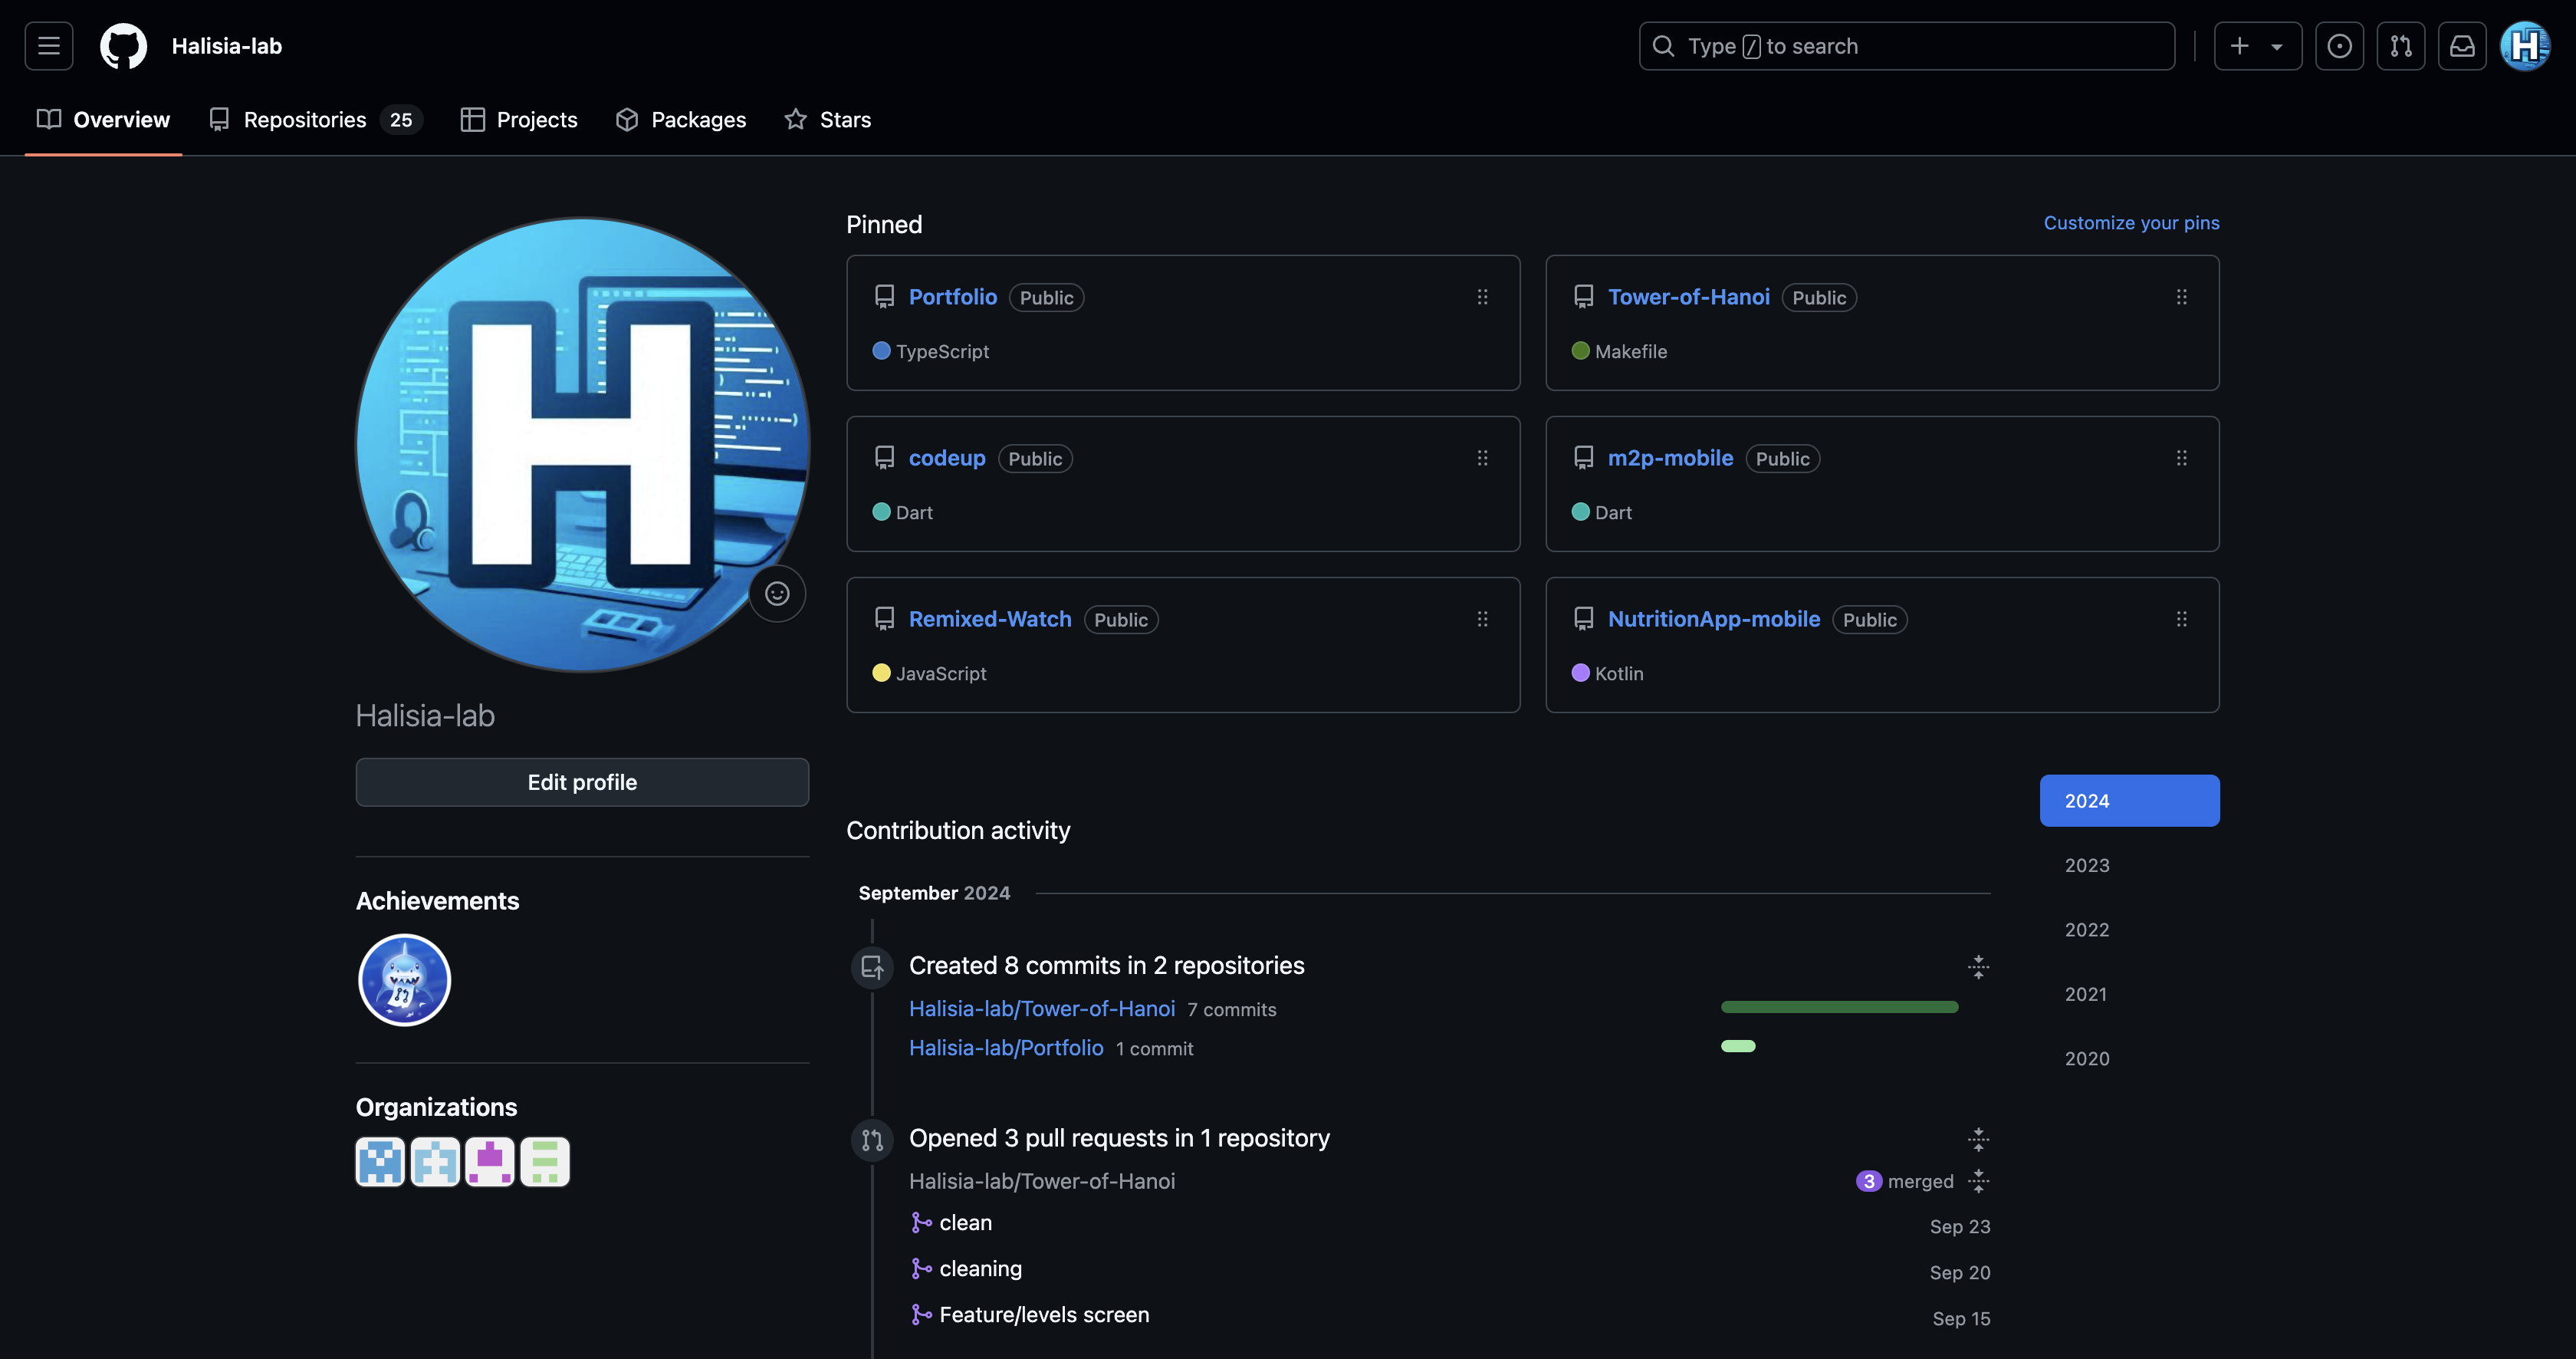 Halisia-lab
Type / to search
Overview
Repositories 25
Projects
Packages
Stars
H
Halisia-lab
Edit profile
Achievements
Organizations
Pinned
Customize your pins
Portfolio Public
TypeScript
Tower-of-Hanoi Public
Makefile
codeup Public
Dart
m2p-mobile Public
Dart
Remixed-Watch Public
JavaScript
NutritionApp-mobile Public
Kotlin
Contribution activity
2024
2023
2022
2021
2020
September 2024
Created 8 commits in 2 repositories
Halisia-lab/Tower-of-Hanoi 7 commits
Halisia-lab/Portfolio 1 commit
Opened 3 pull requests in 1 repository
Halisia-lab/Tower-of-Hanoi 3 merged
clean Sep 23
cleaning Sep 20
Feature/levels screen Sep 15